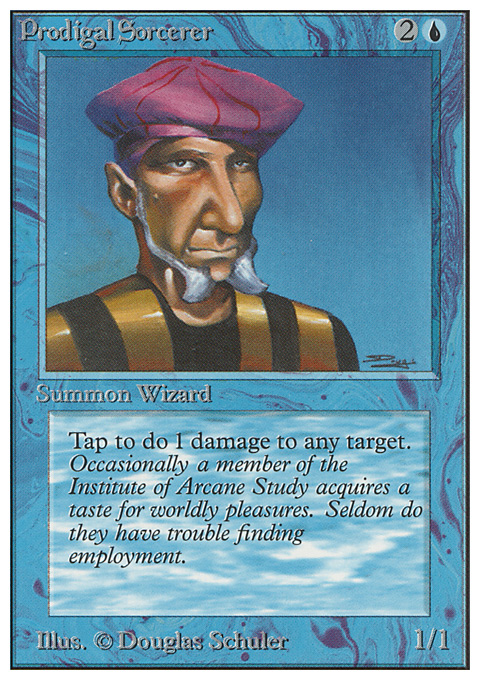 Prodigal Sorcerer 2
Summon Wizard
Tap to do 1 damage to any target.
Occasionally a member of the
Institute of Arcane Study acquires a
taste for worldly pleasures. Seldom do
they have trouble finding
employment.
Illus. © Douglas Schuler 1/1